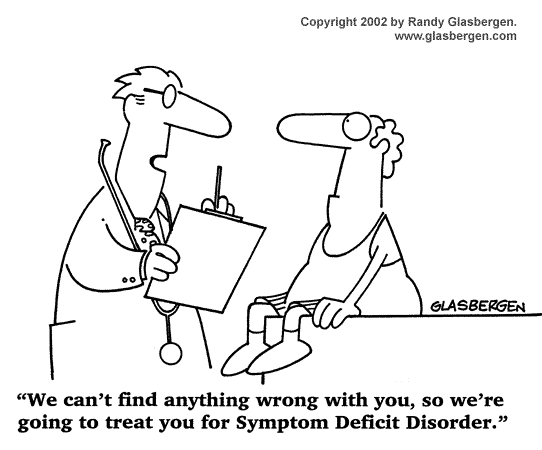 Copyright 2002 by Randy Glasbergen.
www.glasbergen.com
GLASBERGEN
“We can’t find anything wrong with you, so we’re
going to treat you for Symptom Deficit Disorder.”